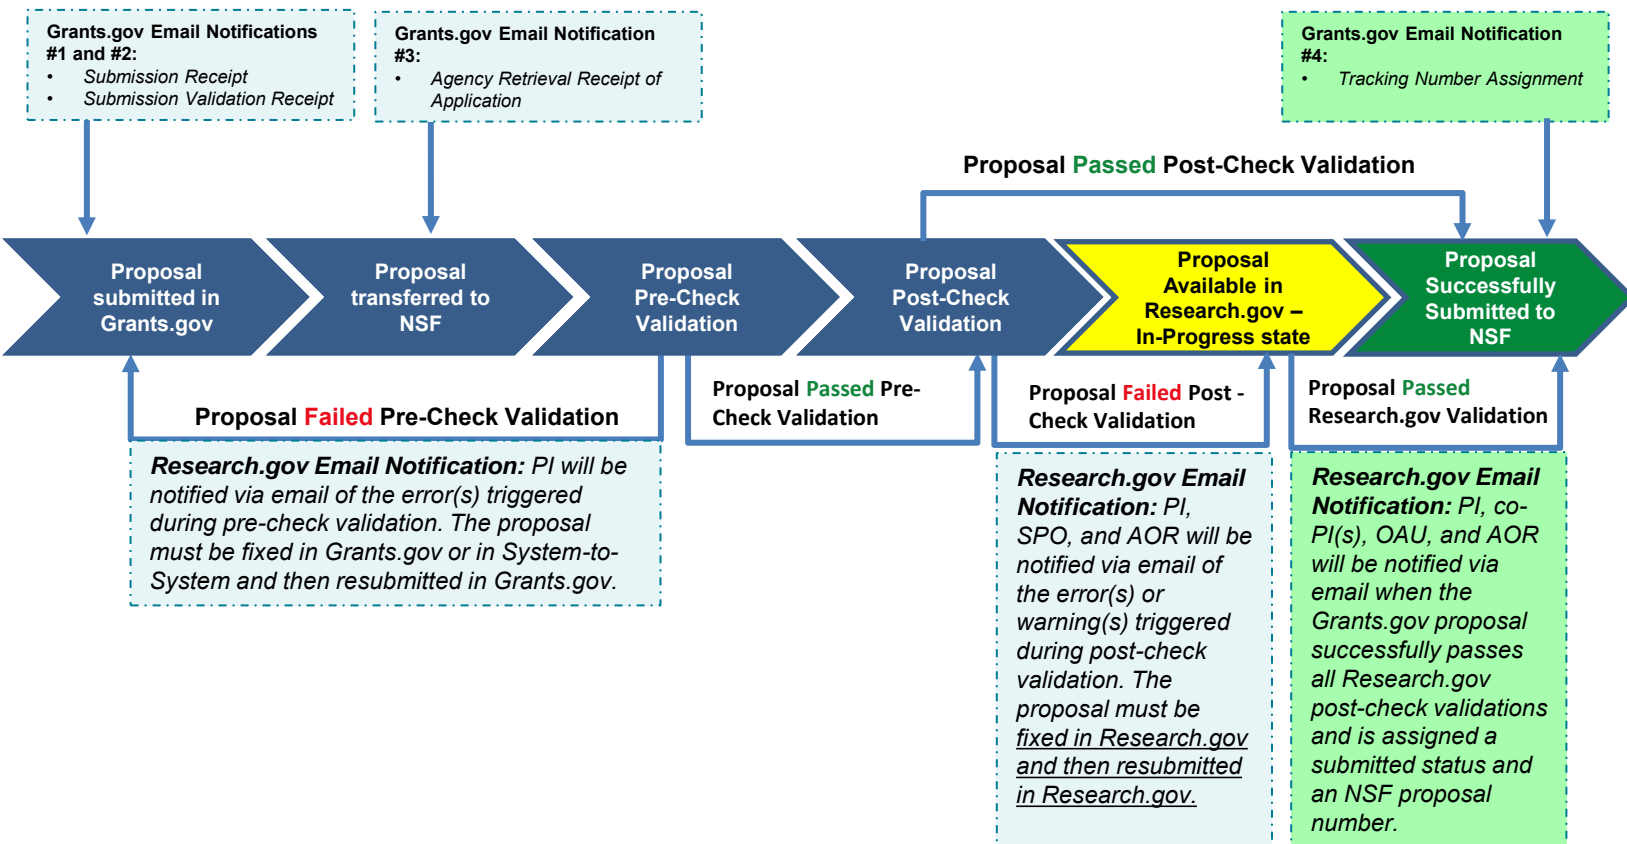 Grants.gov Email Notifications
#1 and #2:
• Submission Receipt
• Submission Validation Receipt
Grants.gov Email Notification
#3:
• Agency Retrieval Receipt of
Application
Grants.gov Email Notification
#4:
• Tracking Number Assignment
Proposal Passed Post-Check Validation
Proposal
submitted in
Grants.gov
Proposal
transferred to
NSF
Proposal
Pre-Check
Validation
Proposal
Post-Check
Validation
Proposal
Available in
Research.gov –
In-Progress state
Proposal
Successfully
Submitted to
NSF
Proposal Failed Pre-Check Validation
Proposal Passed Pre-
Check Validation
Proposal Failed Post -
Check Validation
Proposal Passed
Research.gov Validation
Research.gov Email Notification: PI will be
notified via email of the error(s) triggered
during pre-check validation. The proposal
must be fixed in Grants.gov or in System-to-
System and then resubmitted in Grants.gov.
Research.gov Email
Notification: PI,
SPO, and AOR will be
notified via email of
the error(s) or
warning(s) triggered
during post-check
validation. The
proposal must be
fixed in Research.gov
and then resubmitted
in Research.gov.
Research.gov Email
Notification: PI, co-
PI(s), OAU, and AOR
will be notified via
email when the
Grants.gov proposal
successfully passes
all Research.gov
post-check validations
and is assigned a
submitted status and
an NSF proposal
number.